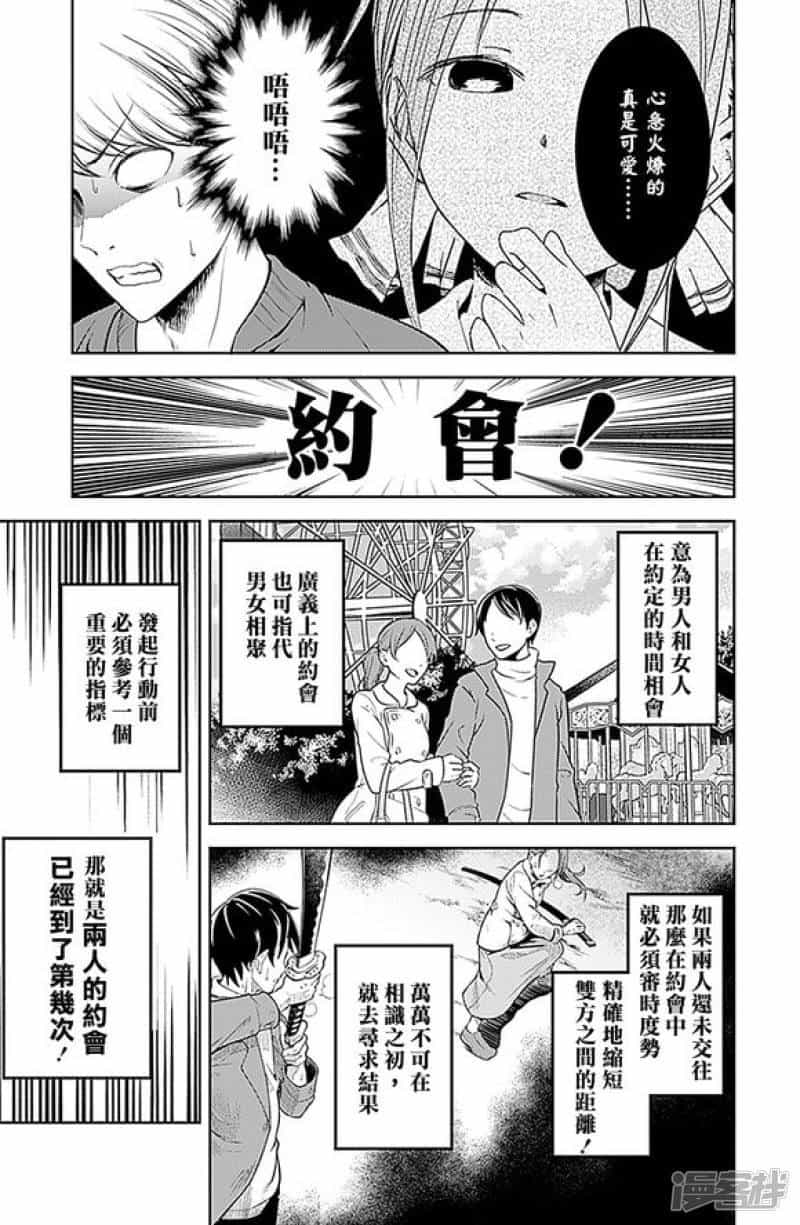 心急火燎的
真是可愛……
唔唔唔…
約會！
意為男人和女人
在約定的時間相會
廣義上的約會
也可指代
男女相聚
如果兩人還未交往
那麼在約會中
就必須審時度勢
精確地縮短
雙方之間的距離！
萬萬不可在
相識之初，
就去尋求結果
發起行動前
必須參考一個
重要的指標
那就是兩人的約會
已經到了第幾次！
漫客棧